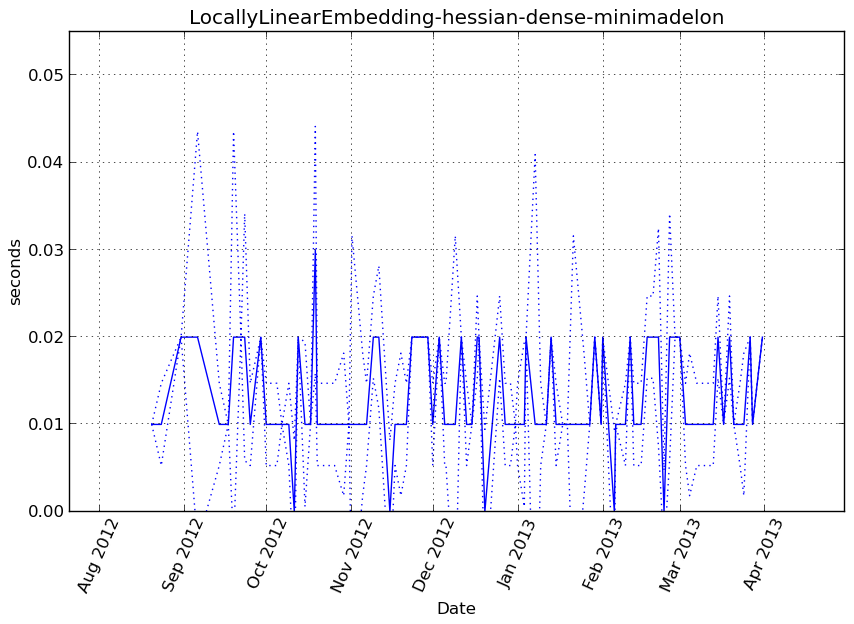 LocallyLinearEmbedding-hessian-dense-minimadelon
0.05
0.04
0.03
0.02
0.01
0.00
seconds
Aug 2012
Sep 2012
Oct 2012
Nov 2012
Dec 2012
Jan 2013
Feb 2013
Mar 2013
Apr 2013
Date